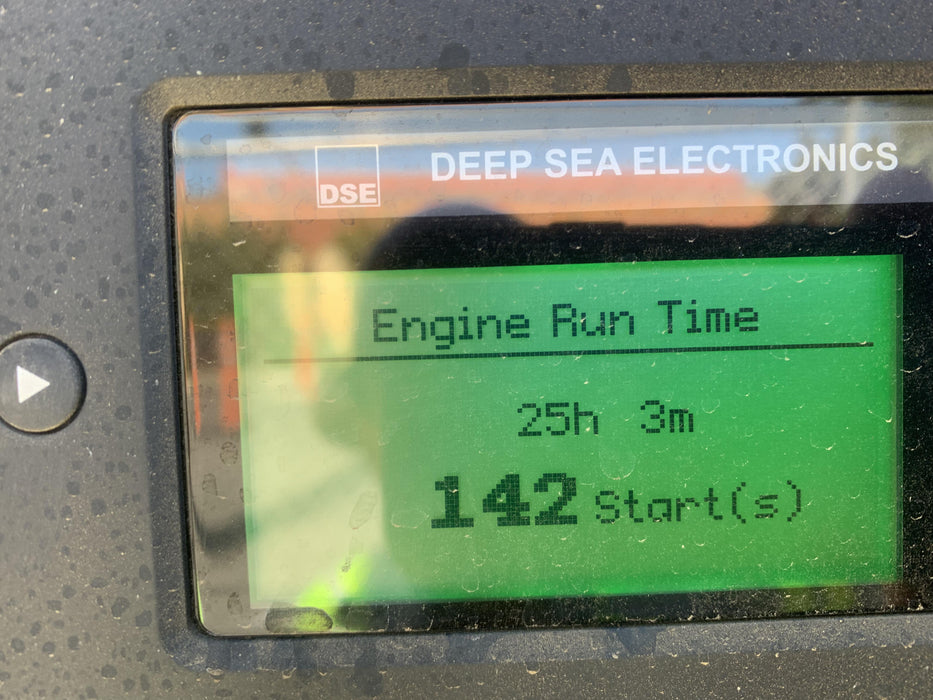 DSE DEEP SEA ELECTRONICS
Engine Run Time
25h 3m
142 Start(s)